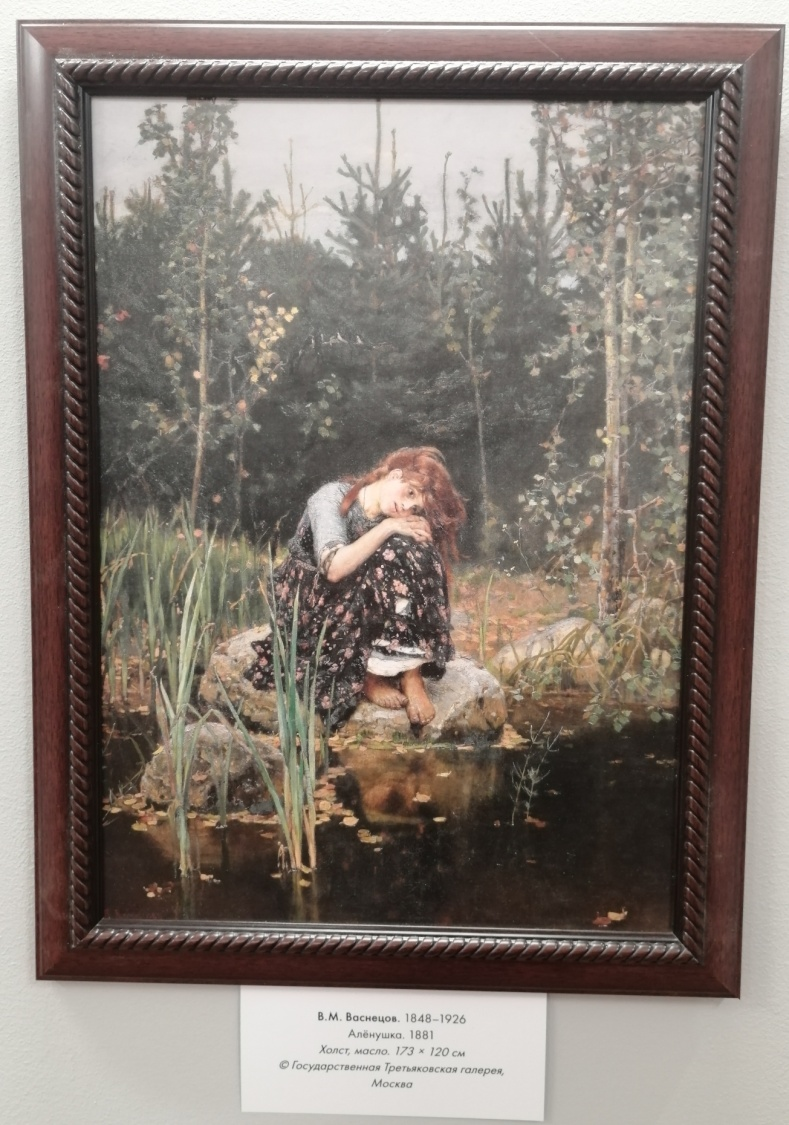 В.М. Васнецов. 1848–1926
Алёнушка. 1881
Холст, масло. 173 × 120 см
© Государственная Третьяковская галерея,
Москва